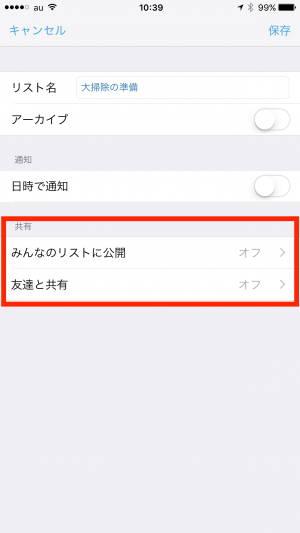 au 10:39 99%
キャンセル 保存
リスト名 大掃除の準備
アーカイブ
通知
日時で通知
共有
みんなのリストに公開 オフ
友達と共有 オフ